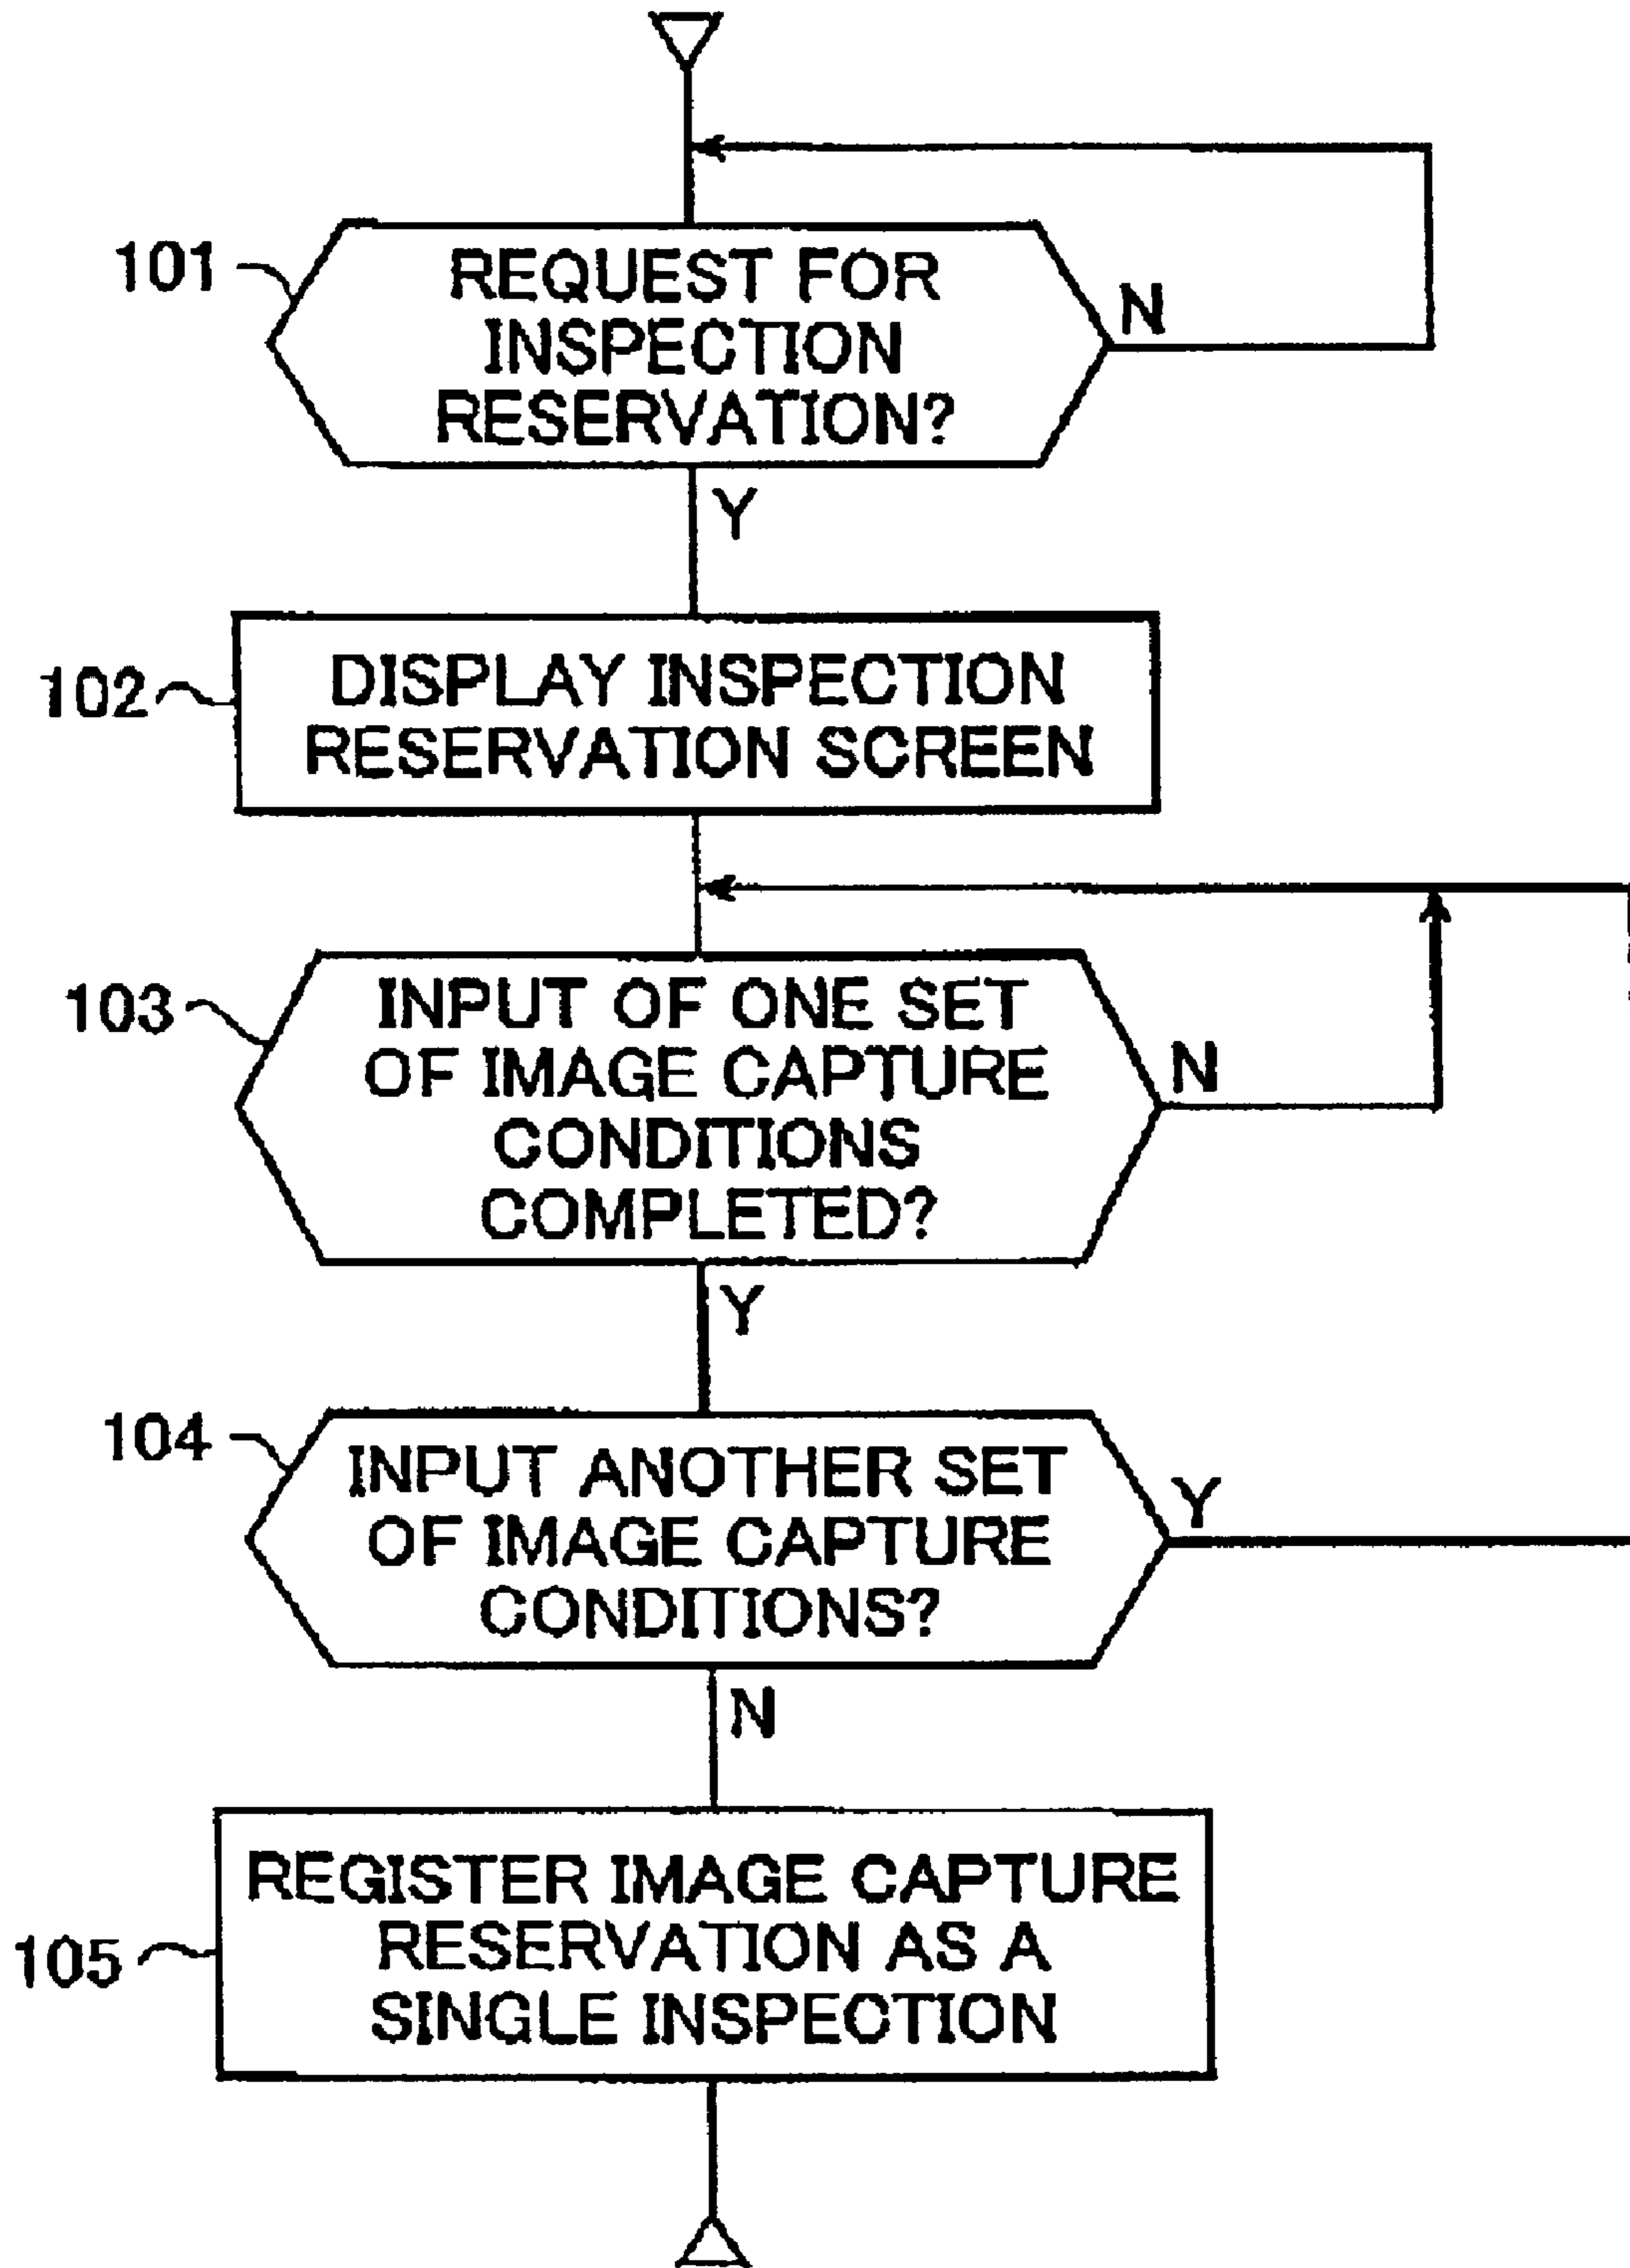 101
REQUEST FOR
INSPECTION
RESERVATION?
N
Y
102
DISPLAY INSPECTION
RESERVATION SCREEN
103
INPUT OF ONE SET
OF IMAGE CAPTURE
CONDITIONS
COMPLETED?
N
Y
104
INPUT ANOTHER SET
OF IMAGE CAPTURE
CONDITIONS?
Y
N
105
REGISTER IMAGE CAPTURE
RESERVATION AS A
SINGLE INSPECTION